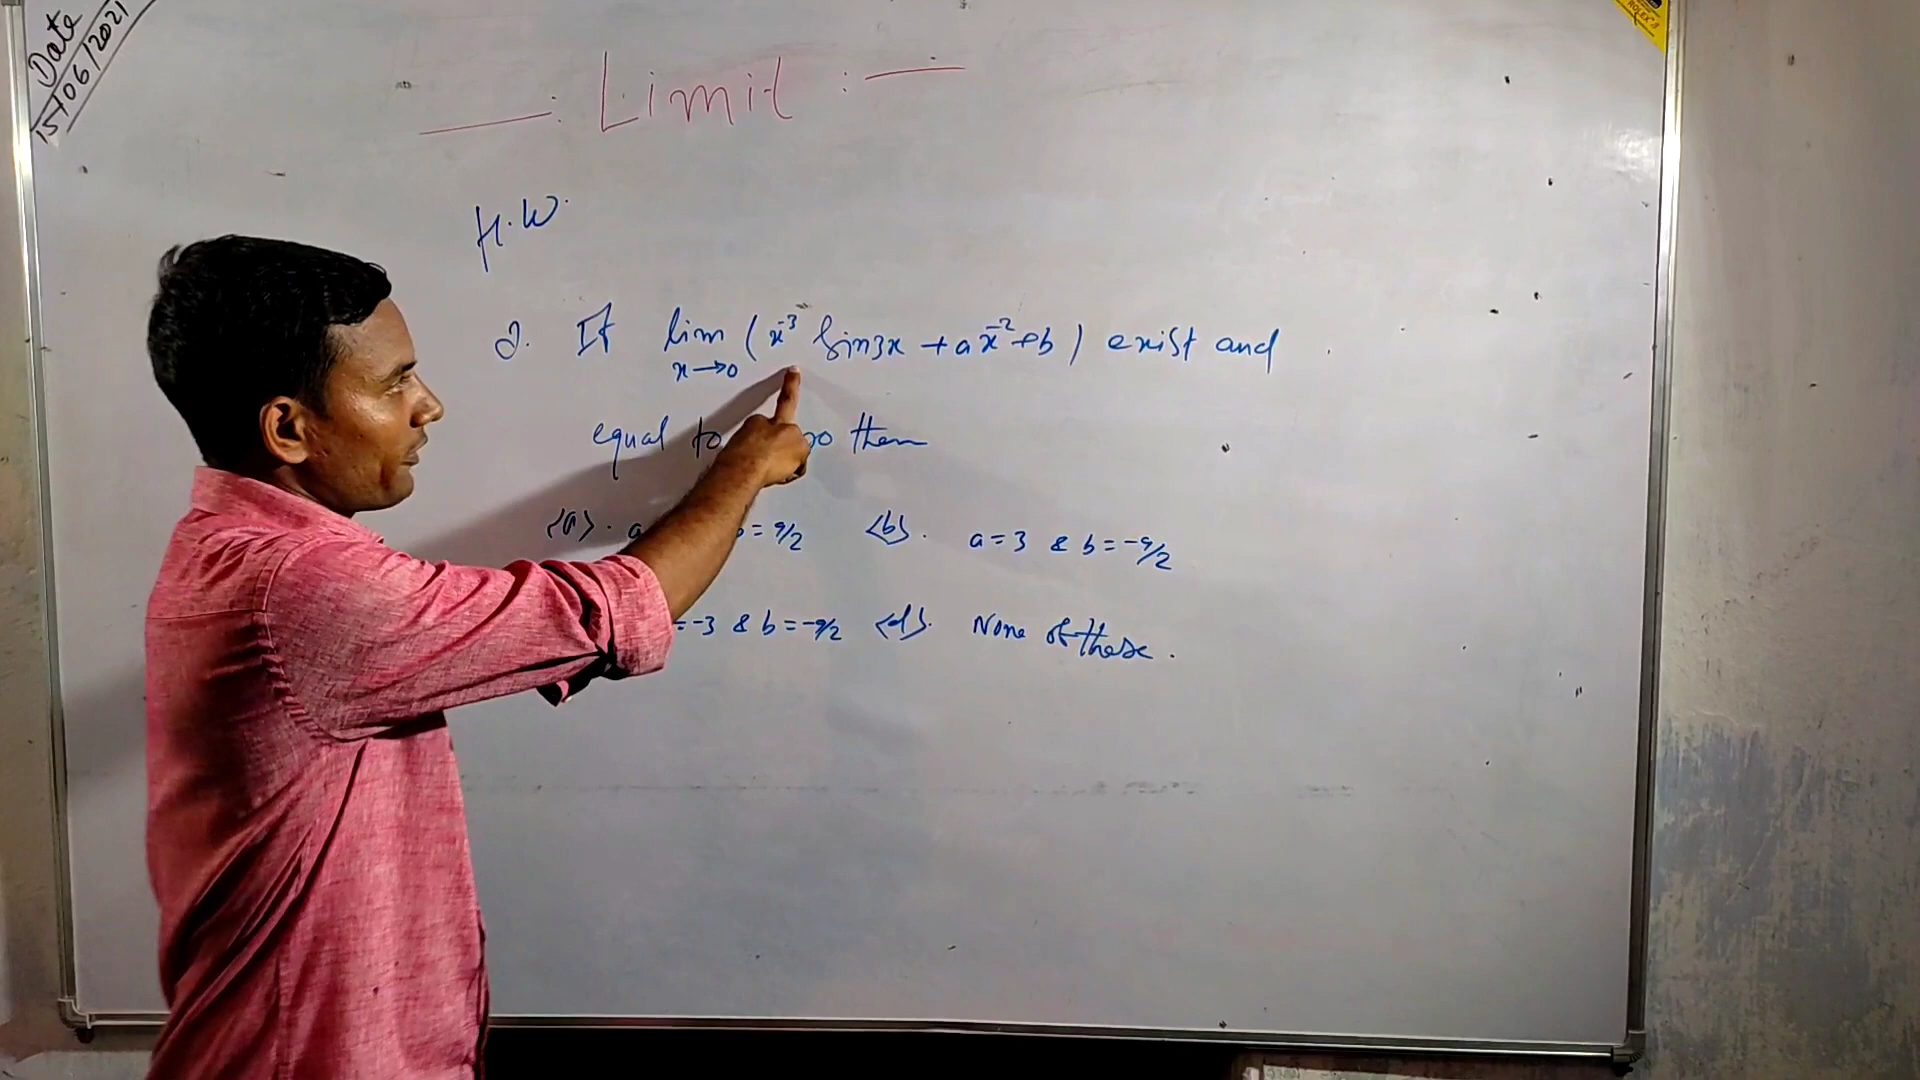 Date
15/06/2021
—: Limit :—
H.W.
Q. If lim x→0 (x⁻³ sin3x + ax⁻² + b) exist and
equal to then
<a>. a b = 9/2 <b>. a = 3 & b = -9/2
= -3 & b = -9/2 <d>. None of these.